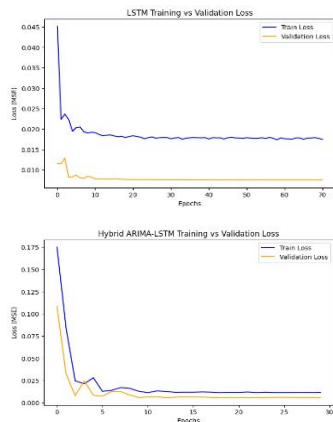 LSTM Training vs Validation Loss
Train Loss
Validation Loss
0.045
0.040
0.035
0.030
0.025
0.020
0.015
0.010
Loss [MSE]
0 10 20 30 40 50 60 70
Epochs
Hybrid ARIMA-LSTM Training vs Validation Loss
Train Loss
Validation Loss
0.175
0.150
0.125
0.100
0.075
0.050
0.025
0.000
Loss [MSE]
0 5 10 15 20 25 30
Epochs